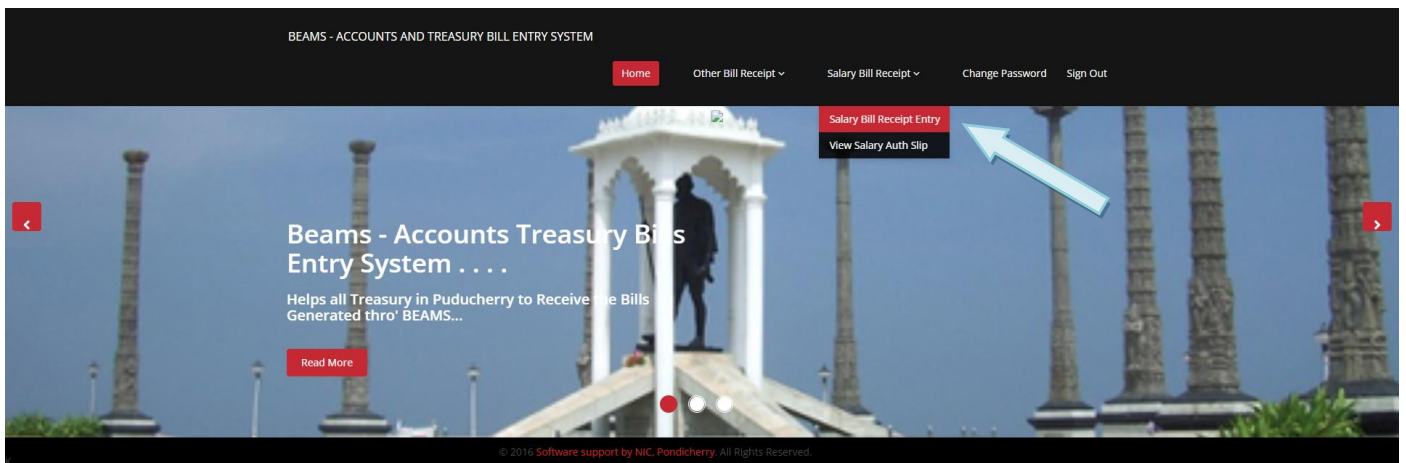 BEAMS - ACCOUNTS AND TREASURY BILL ENTRY SYSTEM
Home Other Bill Receipt Salary Bill Receipt Change Password Sign Out
Salary Bill Receipt Entry
View Salary Auth Slip
Beams - Accounts Treasury Bills
Entry System . . . .
Helps all Treasury in Puducherry to Receive the Bills
Generated thro' BEAMS...
Read More
© 2016 Software support by NIC, Pondicherry. All Rights Reserved.